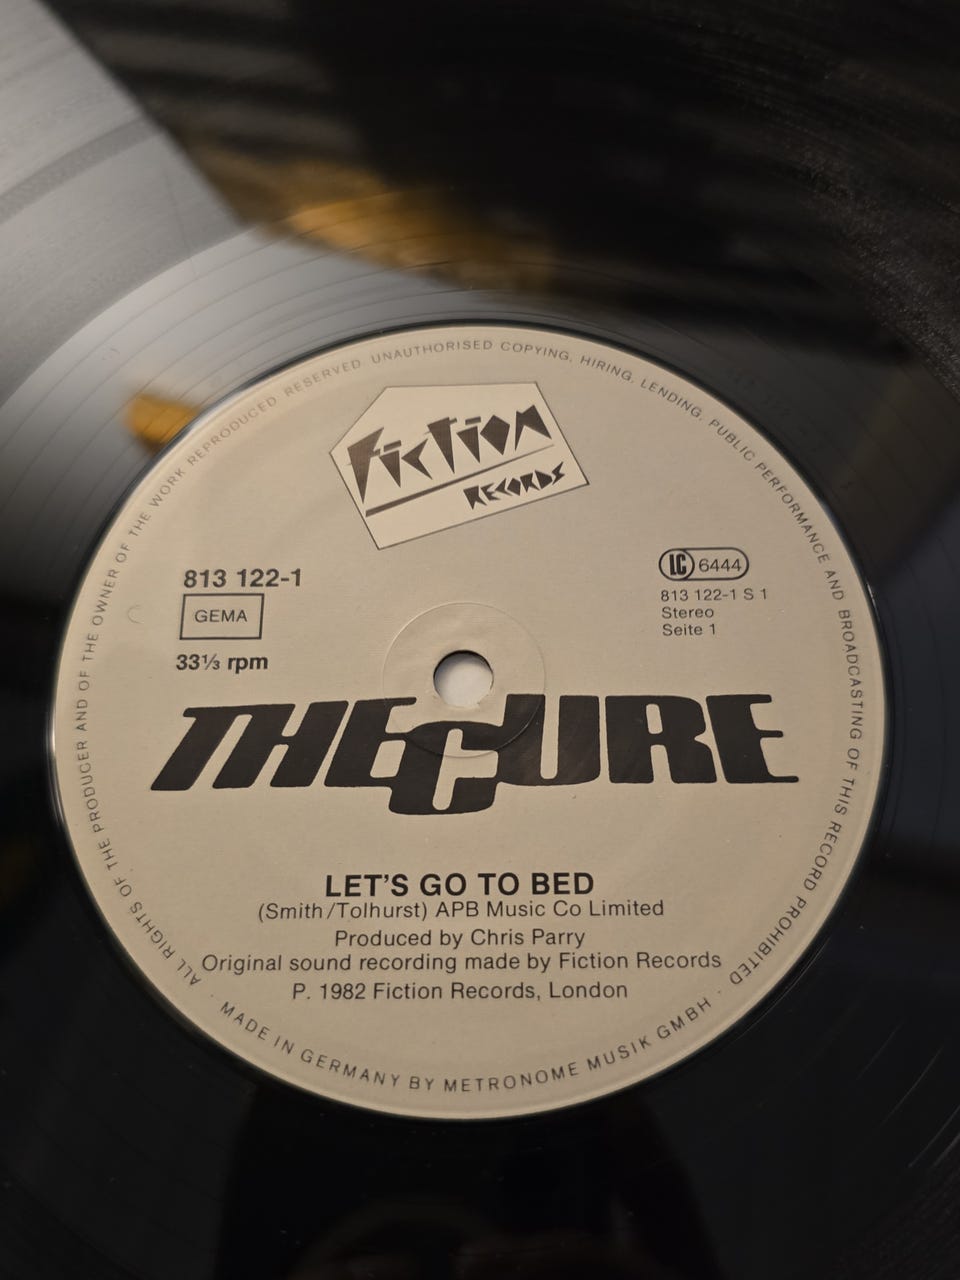 Fiction
RECORDS
813 122-1
GEMA
33⅓ rpm
LC 6444
813 122-1 S 1
Stereo
Seite 1
THE CURE
LET'S GO TO BED
(Smith/Tolhurst) APB Music Co Limited
Produced by Chris Parry
Original sound recording made by Fiction Records
P. 1982 Fiction Records, London
ALL RIGHTS OF THE PRODUCER AND OF THE OWNER OF THE WORK REPRODUCED RESERVED. UNAUTHORISED COPYING, HIRING, LENDING, PUBLIC PERFORMANCE AND BROADCASTING OF THIS RECORD PROHIBITED
· MADE IN GERMANY BY METRONOME MUSIK GMBH ·